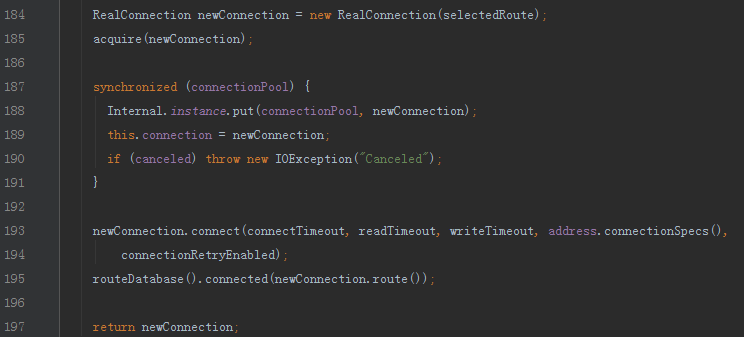 184 RealConnection newConnection = new RealConnection(selectedRoute);
185 acquire(newConnection);
186
187 synchronized (connectionPool) {
188 Internal.instance.put(connectionPool, newConnection);
189 this.connection = newConnection;
190 if (canceled) throw new IOException("Canceled");
191 }
192
193 newConnection.connect(connectTimeout, readTimeout, writeTimeout, address.connectionSpecs(),
194 connectionRetryEnabled);
195 routeDatabase().connected(newConnection.route());
196
197 return newConnection;